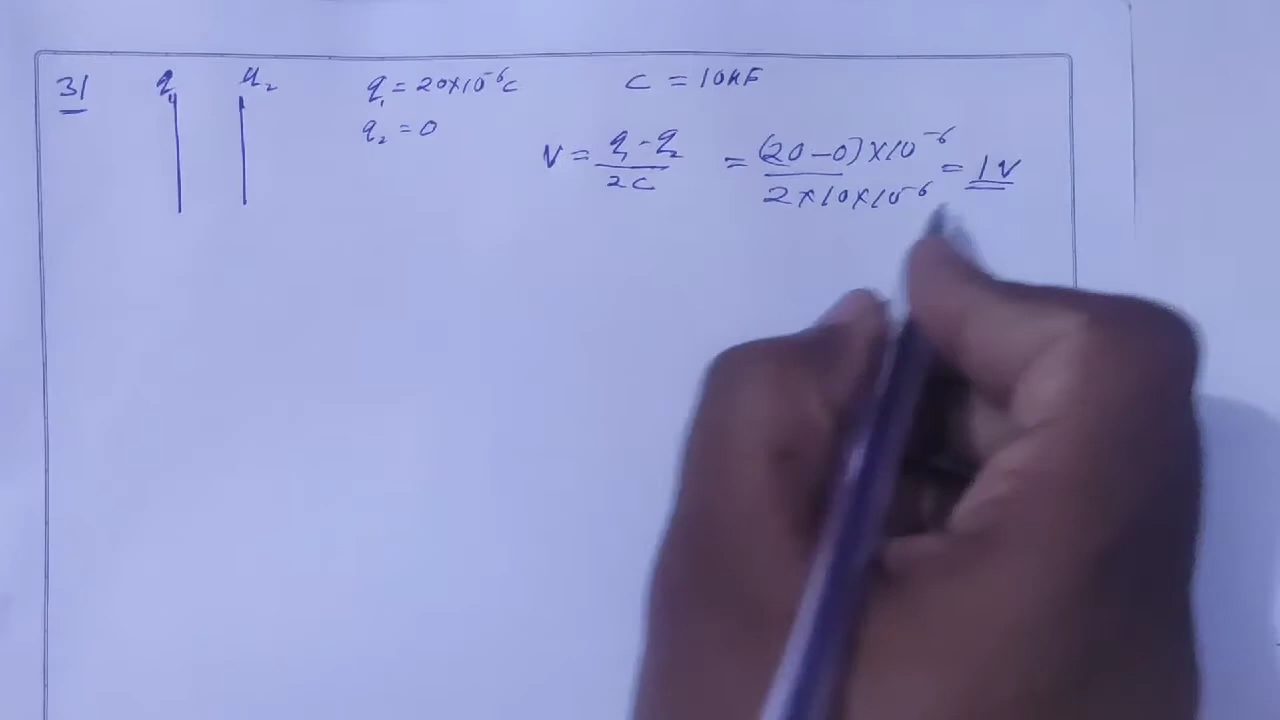 31 q₁ q₂ q₁ = 20×10⁻⁶C C = 10μF
q₂ = 0
V = q₁ - q₂ / 2C = (20 - 0)×10⁻⁶ / 2×10×10⁻⁶ = 1V